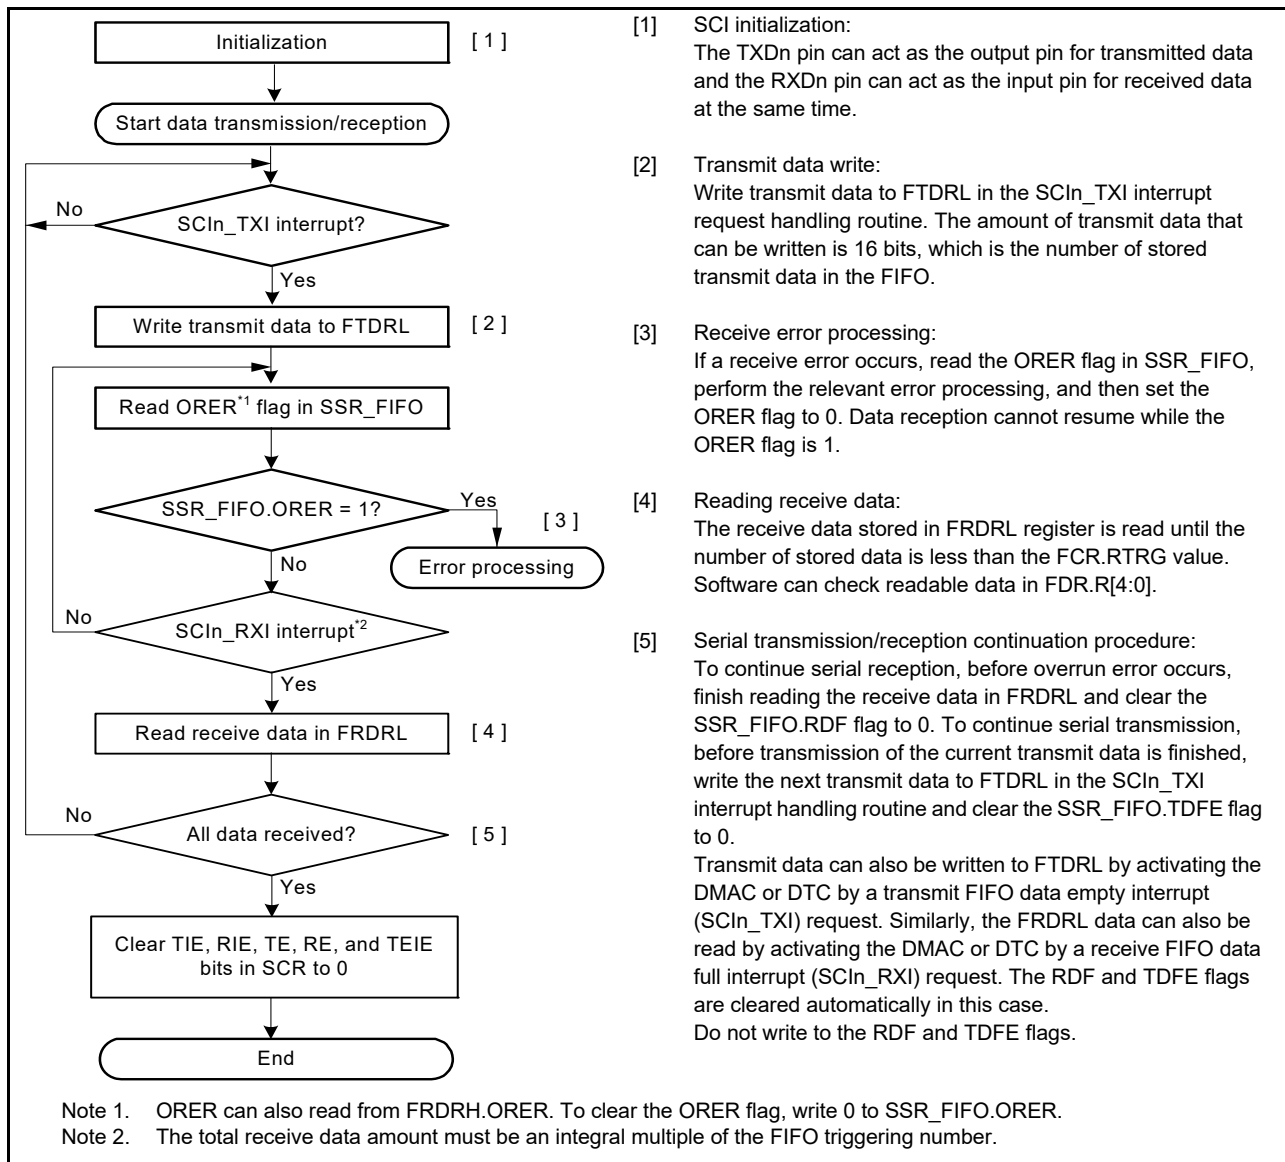 Initialization
[ 1 ]
Start data transmission/reception
No
SCIn_TXI interrupt?
Yes
Write transmit data to FTDRL
[ 2 ]
Read ORER*1 flag in SSR_FIFO
SSR_FIFO.ORER = 1?
Yes
[ 3 ]
Error processing
No
No
SCIn_RXI interrupt*2
Yes
Read receive data in FRDRL
[ 4 ]
No
All data received?
[ 5 ]
Yes
Clear TIE, RIE, TE, RE, and TEIE
bits in SCR to 0
End
[1] SCI initialization:
The TXDn pin can act as the output pin for transmitted data
and the RXDn pin can act as the input pin for received data
at the same time.
[2] Transmit data write:
Write transmit data to FTDRL in the SCIn_TXI interrupt
request handling routine. The amount of transmit data that
can be written is 16 bits, which is the number of stored
transmit data in the FIFO.
[3] Receive error processing:
If a receive error occurs, read the ORER flag in SSR_FIFO,
perform the relevant error processing, and then set the
ORER flag to 0. Data reception cannot resume while the
ORER flag is 1.
[4] Reading receive data:
The receive data stored in FRDRL register is read until the
number of stored data is less than the FCR.RTRG value.
Software can check readable data in FDR.R[4:0].
[5] Serial transmission/reception continuation procedure:
To continue serial reception, before overrun error occurs,
finish reading the receive data in FRDRL and clear the
SSR_FIFO.RDF flag to 0. To continue serial transmission,
before transmission of the current transmit data is finished,
write the next transmit data to FTDRL in the SCIn_TXI
interrupt handling routine and clear the SSR_FIFO.TDFE flag
to 0.
Transmit data can also be written to FTDRL by activating the
DMAC or DTC by a transmit FIFO data empty interrupt
(SCIn_TXI) request. Similarly, the FRDRL data can also be
read by activating the DMAC or DTC by a receive FIFO data
full interrupt (SCIn_RXI) request. The RDF and TDFE flags
are cleared automatically in this case.
Do not write to the RDF and TDFE flags.
Note 1. ORER can also read from FRDRH.ORER. To clear the ORER flag, write 0 to SSR_FIFO.ORER.
Note 2. The total receive data amount must be an integral multiple of the FIFO triggering number.